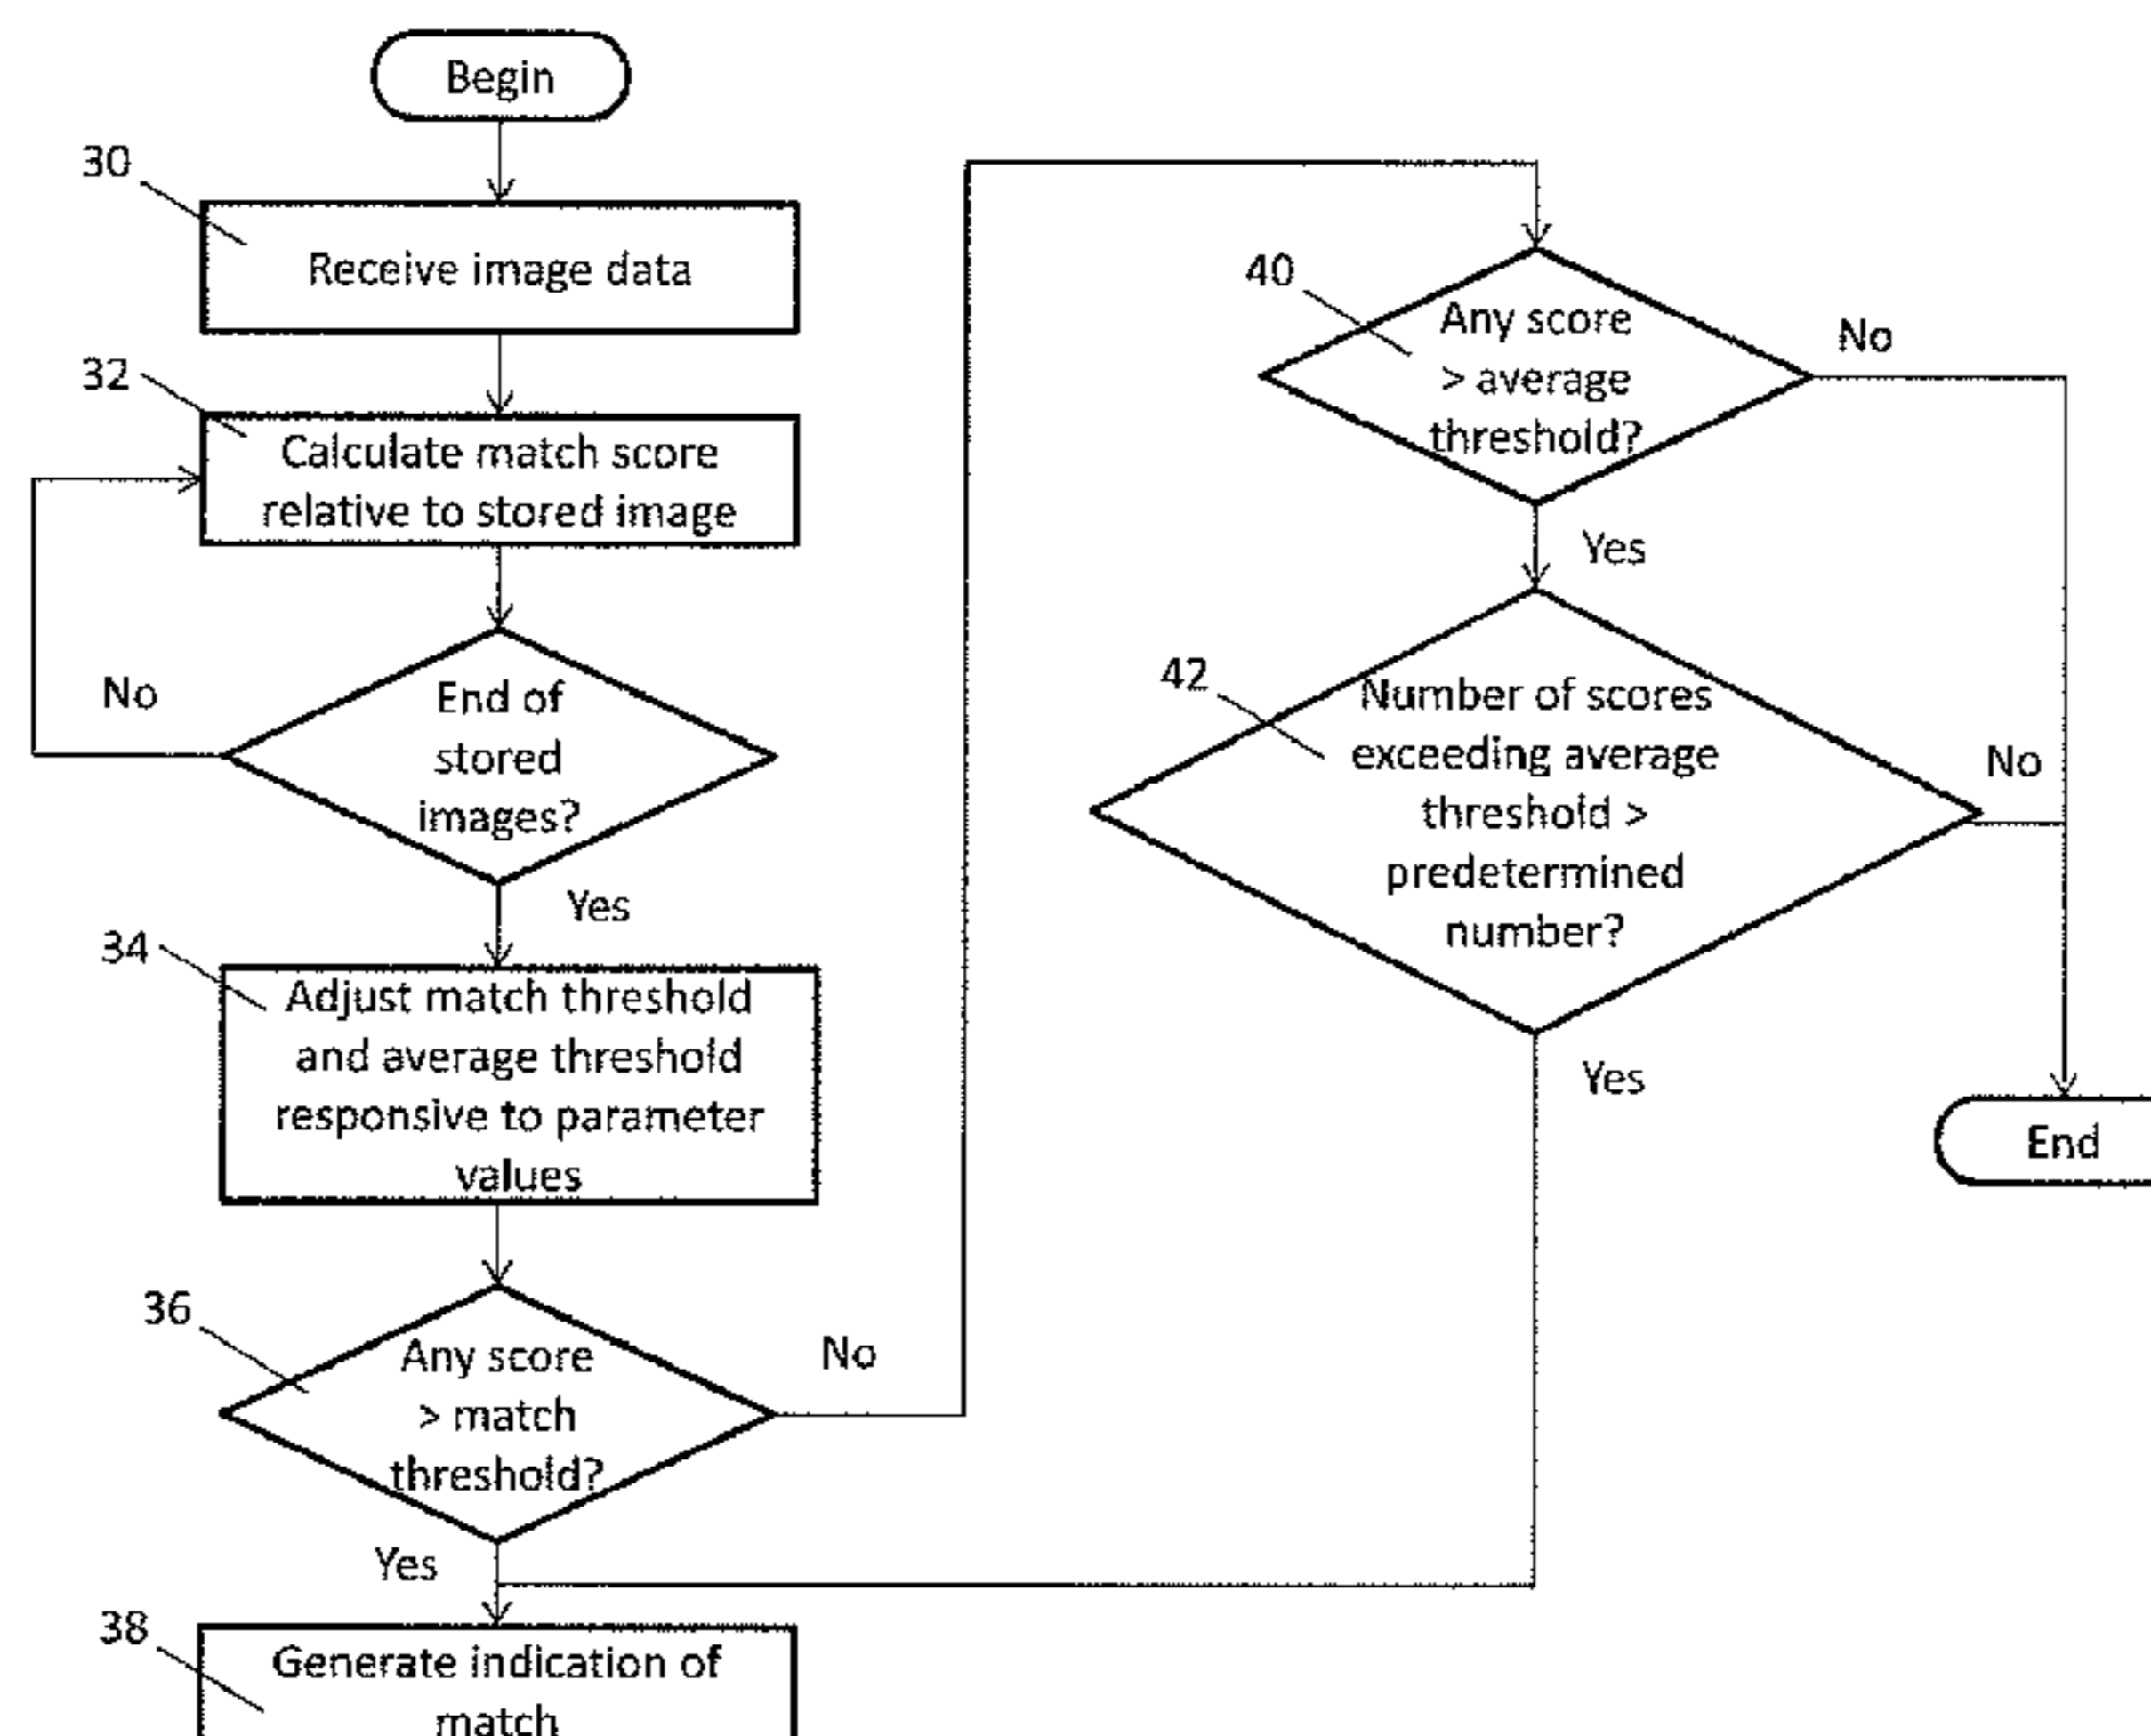 Begin
30
Receive image data
32
Calculate match score
relative to stored image
No
End of
stored
images?
Yes
34
Adjust match threshold
and average threshold
responsive to parameter
values
36
Any score
> match
threshold?
No
Yes
38
Generate indication of
match
40
Any score
> average
threshold?
No
Yes
42
Number of scores
exceeding average
threshold >
predetermined
number?
No
Yes
End